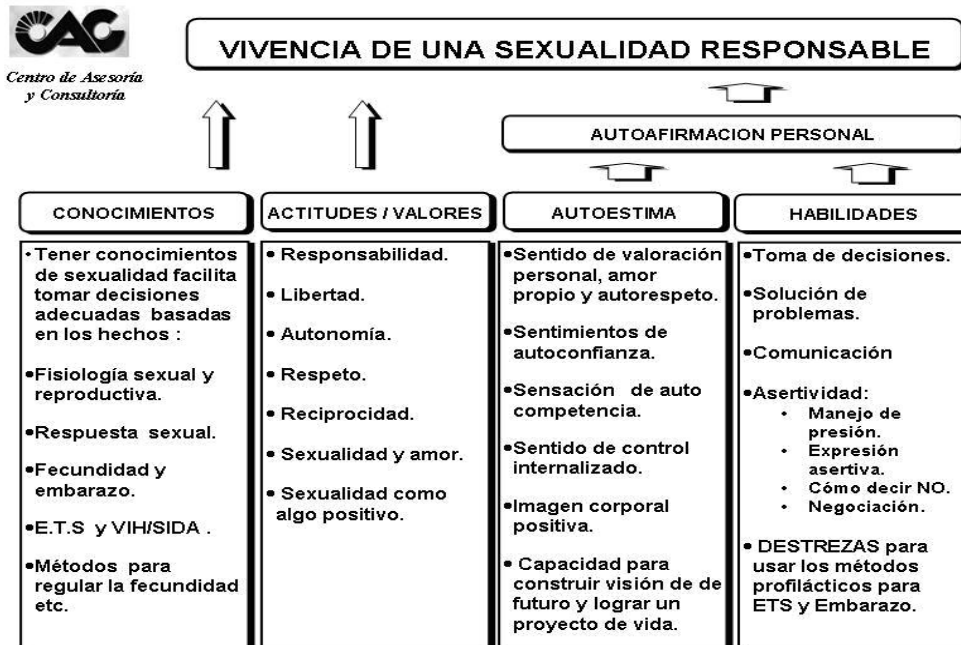 CAC
Centro de Asesoría
y Consultoría
VIVENCIA DE UNA SEXUALIDAD RESPONSABLE
AUTOAFIRMACION PERSONAL
CONOCIMIENTOS
• Tener conocimientos
de sexualidad facilita
tomar decisiones
adecuadas basadas
en los hechos :
•Fisiología sexual y
reproductiva.
•Respuesta sexual.
•Fecundidad y
embarazo.
•E.T.S y VIH/SIDA .
•Métodos para
regular la fecundidad
etc.
ACTITUDES / VALORES
• Responsabilidad.
• Libertad.
• Autonomía.
• Respeto.
• Reciprocidad.
• Sexualidad y amor.
• Sexualidad como
algo positivo.
AUTOESTIMA
•Sentido de valoración
personal, amor
propio y autorespeto.
•Sentimientos de
autoconfianza.
•Sensación de auto
competencia.
•Sentido de control
internalizado.
•Imagen corporal
positiva.
• Capacidad para
construir visión de de
futuro y lograr un
proyecto de vida.
HABILIDADES
•Toma de decisiones.
•Solución de
problemas.
•Comunicación
•Asertividad:
• Manejo de
presión.
• Expresión
asertiva.
• Cómo decir NO.
• Negociación.
• DESTREZAS para
usar los métodos
profilácticos para
ETS y Embarazo.